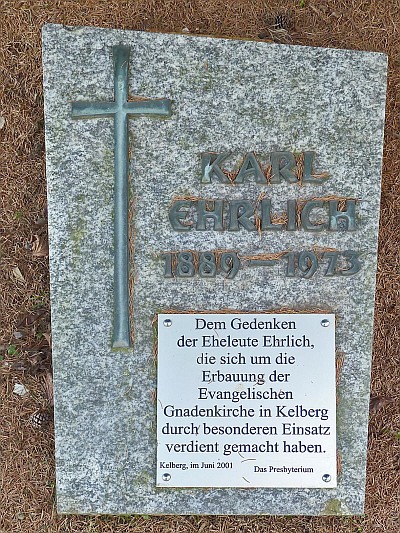 KARL
EHRLICH
1889—1973
Dem Gedenken
der Eheleute Ehrlich,
die sich um die
Erbauung der
Evangelischen
Gnadenkirche in Kelberg
durch besonderen Einsatz
verdient gemacht haben.
Kelberg, im Juni 2001 Das Presbyterium